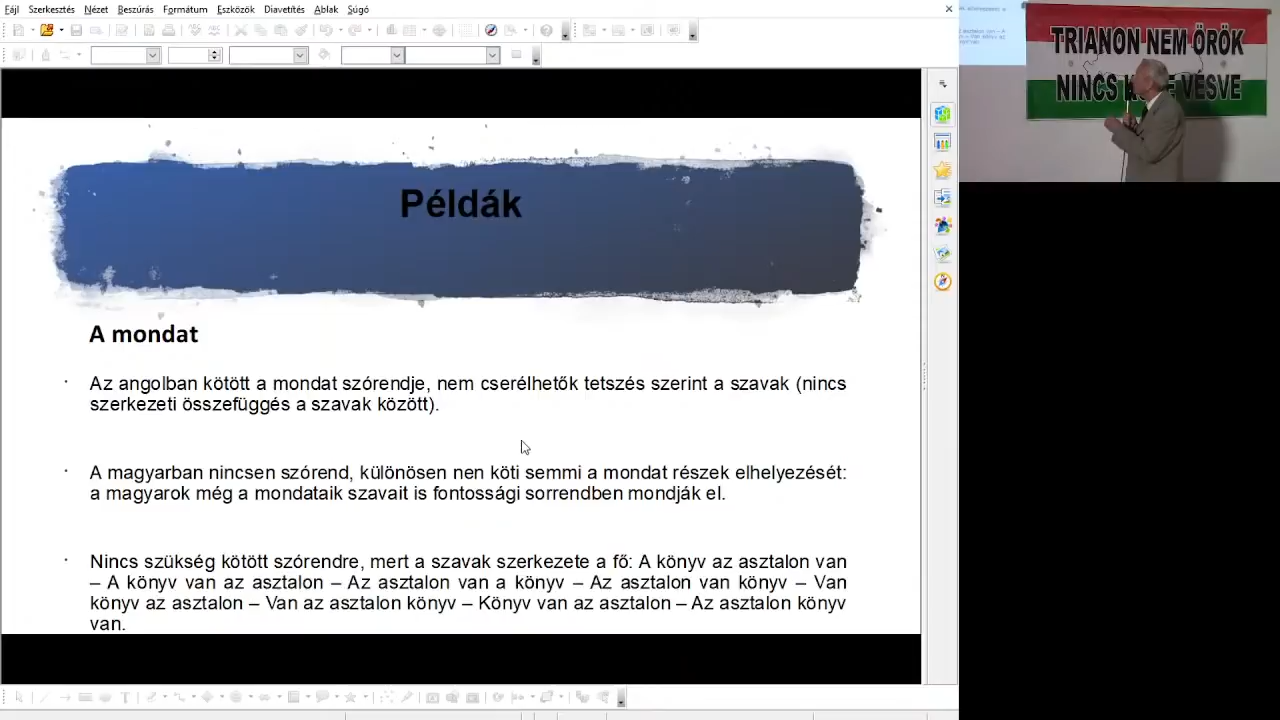 Fájl Szerkesztés Nézet Beszúrás Formátum Eszközök Diavetítés Ablak Súgó
Példák
A mondat
Az angolban kötött a mondat szórendje, nem cserélhetők tetszés szerint a szavak (nincs
szerkezeti összefüggés a szavak között).
A magyarban nincsen szórend, különösen nen köti semmi a mondat részek elhelyezését:
a magyarok még a mondataik szavait is fontossági sorrendben mondják el.
Nincs szükség kötött szórendre, mert a szavak szerkezete a fő: A könyv az asztalon van
– A könyv van az asztalon – Az asztalon van a könyv – Az asztalon van könyv – Van
könyv az asztalon – Van az asztalon könyv – Könyv van az asztalon – Az asztalon könyv
van.
TRIANON NEM ÖRÖK
NINCS VÉSVE